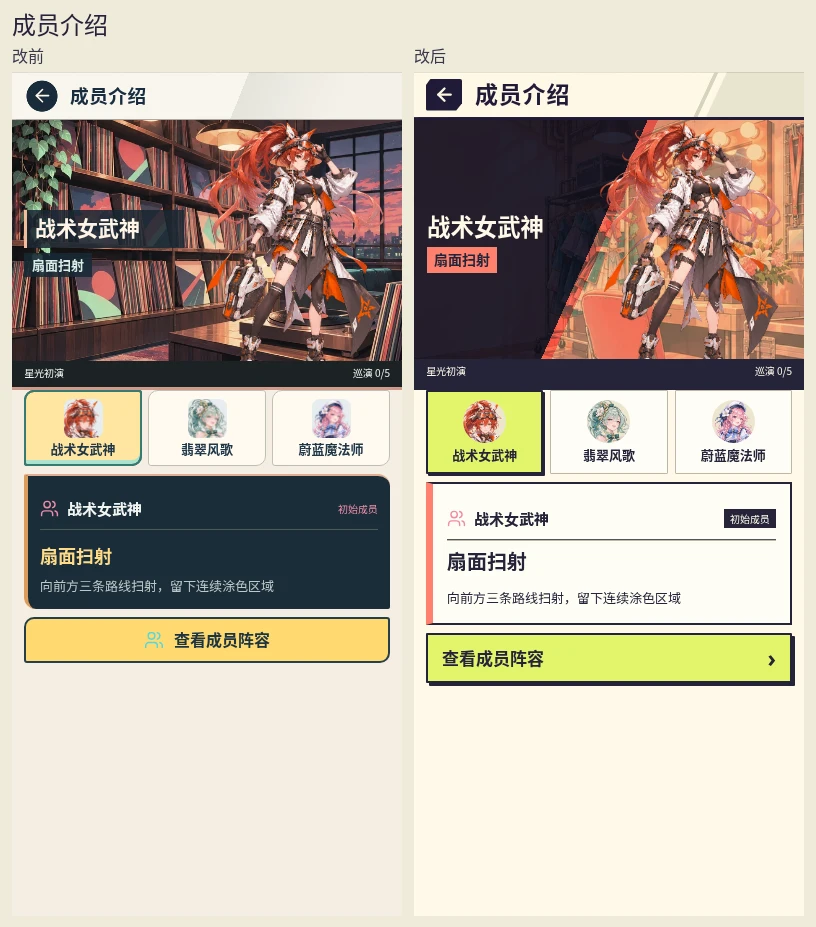 成员介绍
改前
成员介绍
战术女武神
扇面扫射
星光初演
巡演 0/5
战术女武神
翡翠风歌
蔚蓝魔法师
战术女武神
初始成员
扇面扫射
向前方三条路线扫射，留下连续涂色区域
查看成员阵容
改后
成员介绍
战术女武神
扇面扫射
星光初演
巡演 0/5
战术女武神
翡翠风歌
蔚蓝魔法师
战术女武神
初始成员
扇面扫射
向前方三条路线扫射，留下连续涂色区域
查看成员阵容 ›